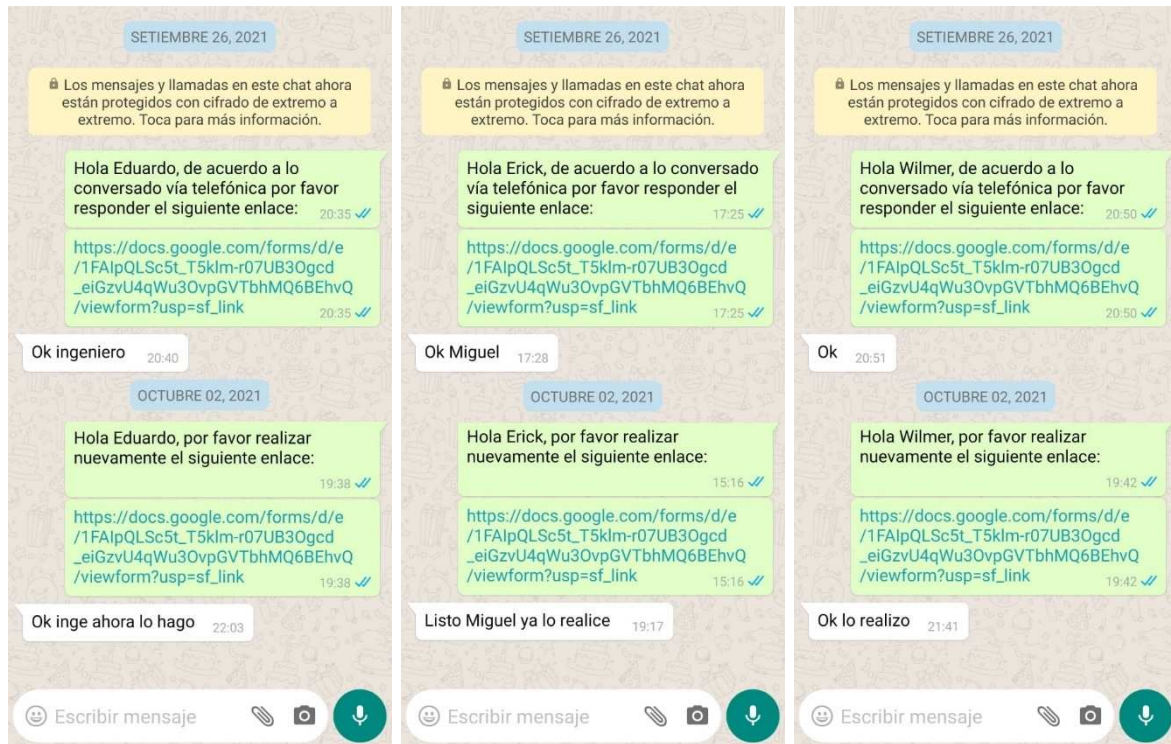 SETIEMBRE 26, 2021
Los mensajes y llamadas en este chat ahora
están protegidos con cifrado de extremo a
extremo. Toca para más información.
Hola Eduardo, de acuerdo a lo
conversado vía telefónica por favor
responder el siguiente enlace: 20:35
https://docs.google.com/forms/d/e
/1FAIpQLSc5t_T5klm-r07UB3Ogcd
_eiGzvU4qWu3OvpGVTbhMQ6BEhvQ
/viewform?usp=sf_link 20:35
Ok ingeniero 20:40
OCTUBRE 02, 2021
Hola Eduardo, por favor realizar
nuevamente el siguiente enlace:
19:38
https://docs.google.com/forms/d/e
/1FAIpQLSc5t_T5klm-r07UB3Ogcd
_eiGzvU4qWu3OvpGVTbhMQ6BEhvQ
/viewform?usp=sf_link 19:38
Ok inge ahora lo hago 22:03
Escribir mensaje
SETIEMBRE 26, 2021
Los mensajes y llamadas en este chat ahora
están protegidos con cifrado de extremo a
extremo. Toca para más información.
Hola Erick, de acuerdo a lo conversado
vía telefónica por favor responder el
siguiente enlace: 17:25
https://docs.google.com/forms/d/e
/1FAIpQLSc5t_T5klm-r07UB3Ogcd
_eiGzvU4qWu3OvpGVTbhMQ6BEhvQ
/viewform?usp=sf_link 17:25
Ok Miguel 17:28
OCTUBRE 02, 2021
Hola Erick, por favor realizar
nuevamente el siguiente enlace:
15:16
https://docs.google.com/forms/d/e
/1FAIpQLSc5t_T5klm-r07UB3Ogcd
_eiGzvU4qWu3OvpGVTbhMQ6BEhvQ
/viewform?usp=sf_link 15:16
Listo Miguel ya lo realice 19:17
Escribir mensaje
SETIEMBRE 26, 2021
Los mensajes y llamadas en este chat ahora
están protegidos con cifrado de extremo a
extremo. Toca para más información.
Hola Wilmer, de acuerdo a lo
conversado vía telefónica por favor
responder el siguiente enlace: 20:50
https://docs.google.com/forms/d/e
/1FAIpQLSc5t_T5klm-r07UB3Ogcd
_eiGzvU4qWu3OvpGVTbhMQ6BEhvQ
/viewform?usp=sf_link 20:50
Ok 20:51
OCTUBRE 02, 2021
Hola Wilmer, por favor realizar
nuevamente el siguiente enlace:
19:42
https://docs.google.com/forms/d/e
/1FAIpQLSc5t_T5klm-r07UB3Ogcd
_eiGzvU4qWu3OvpGVTbhMQ6BEhvQ
/viewform?usp=sf_link 19:42
Ok lo realizo 21:41
Escribir mensaje